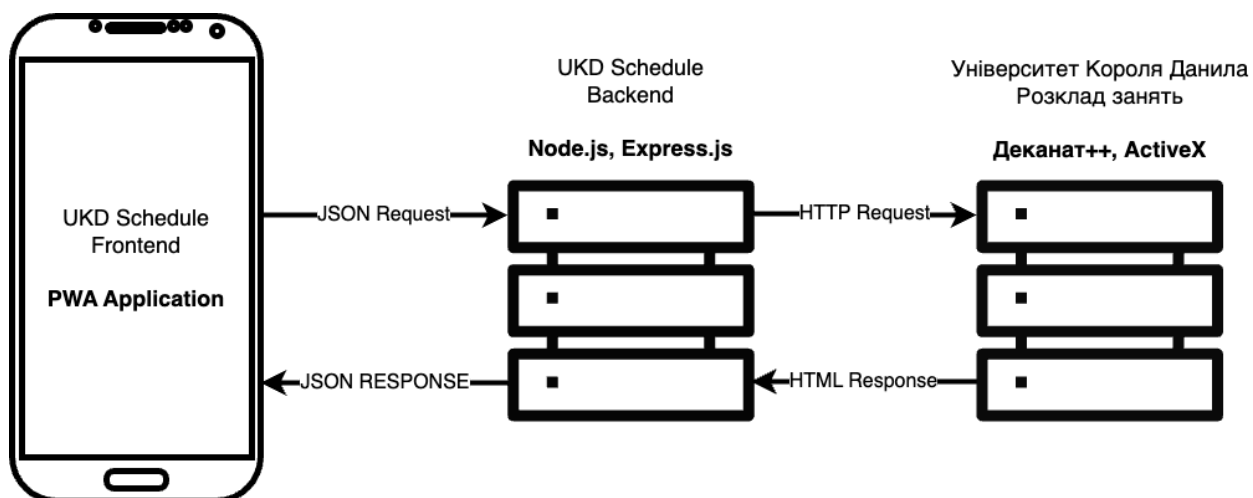 UKD Schedule
Frontend
PWA Application
JSON Request
JSON RESPONSE
UKD Schedule
Backend
Node.js, Express.js
HTTP Request
HTML Response
Університет Короля Данила
Розклад занять
Деканат++, ActiveX